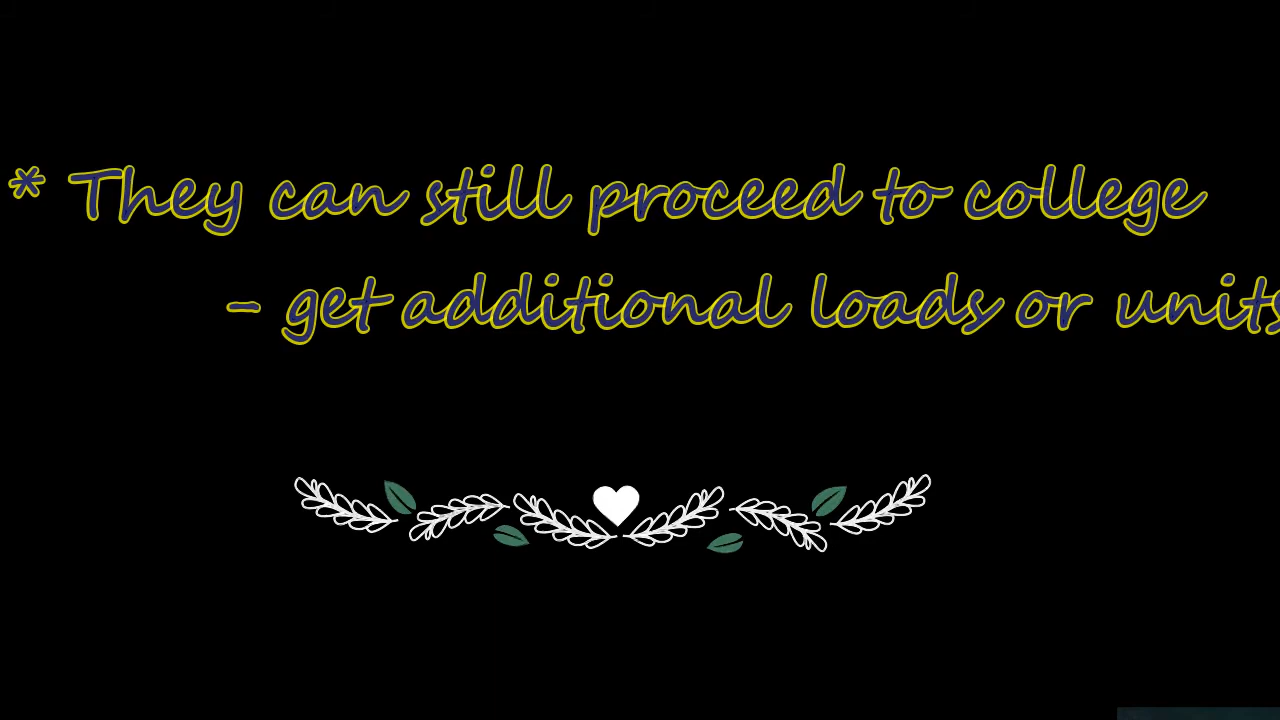 * They can still proceed to college
- get additional loads or units